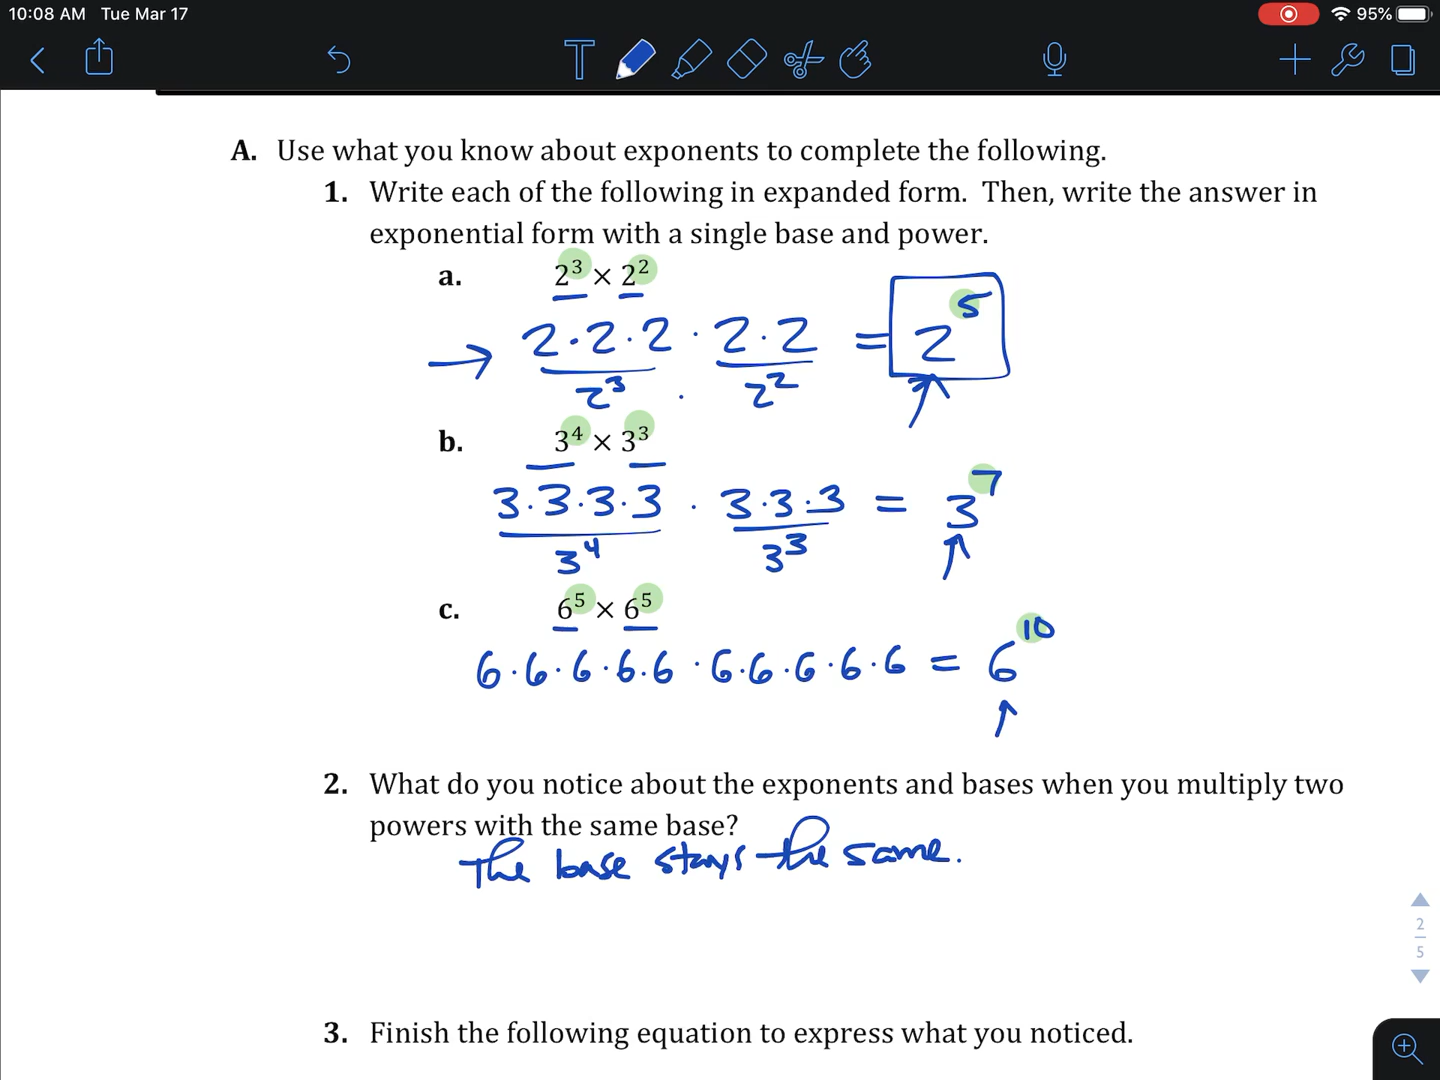 10:08 AM Tue Mar 17
95%
A. Use what you know about exponents to complete the following.
1. Write each of the following in expanded form. Then, write the answer in
exponential form with a single base and power.
a. 2³ × 2²
→ 2·2·2 · 2·2 = 2⁵
2³ · 2²
b. 3⁴ × 3³
3·3·3·3 · 3·3·3 = 3⁷
3⁴ 3³
c. 6⁵ × 6⁵
6·6·6·6·6 · 6·6·6·6·6 = 6¹⁰
2. What do you notice about the exponents and bases when you multiply two
powers with the same base?
The base stays the same.
2
5
3. Finish the following equation to express what you noticed.